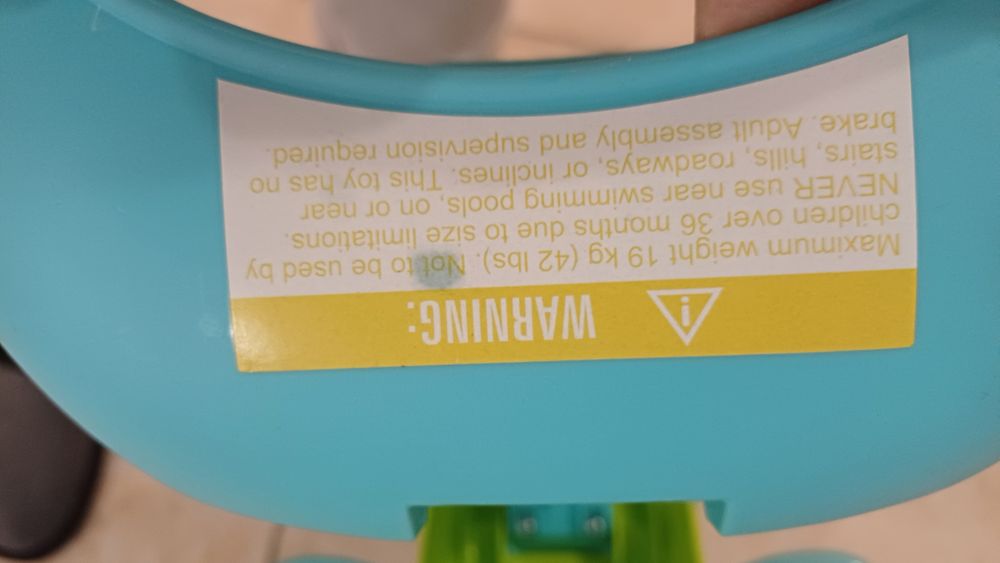 WARNING:
Maximum weight 19 kg (42 lbs). Not to be used by
children over 36 months due to size limitations.
NEVER use near swimming pools, on or near
stairs, hills, roadways, or inclines. This toy has no
brake. Adult assembly and supervision required.